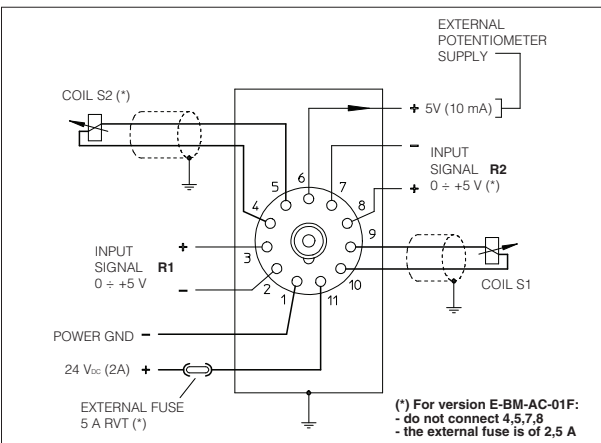 EXTERNAL
POTENTIOMETER
SUPPLY
COIL S2 (*)
+ 5V (10 mA)
6
5
7
–
INPUT
SIGNAL R2
+
0 ÷ +5 V (*)
4
8
3
9
INPUT
SIGNAL R1
0 ÷ +5 V
+
–
2
10
1
11
COIL S1
POWER GND –
24 VDC (2A) +
EXTERNAL FUSE
5 A RVT (*)
(*) For version E-BM-AC-01F:
- do not connect 4,5,7,8
- the external fuse is of 2,5 A